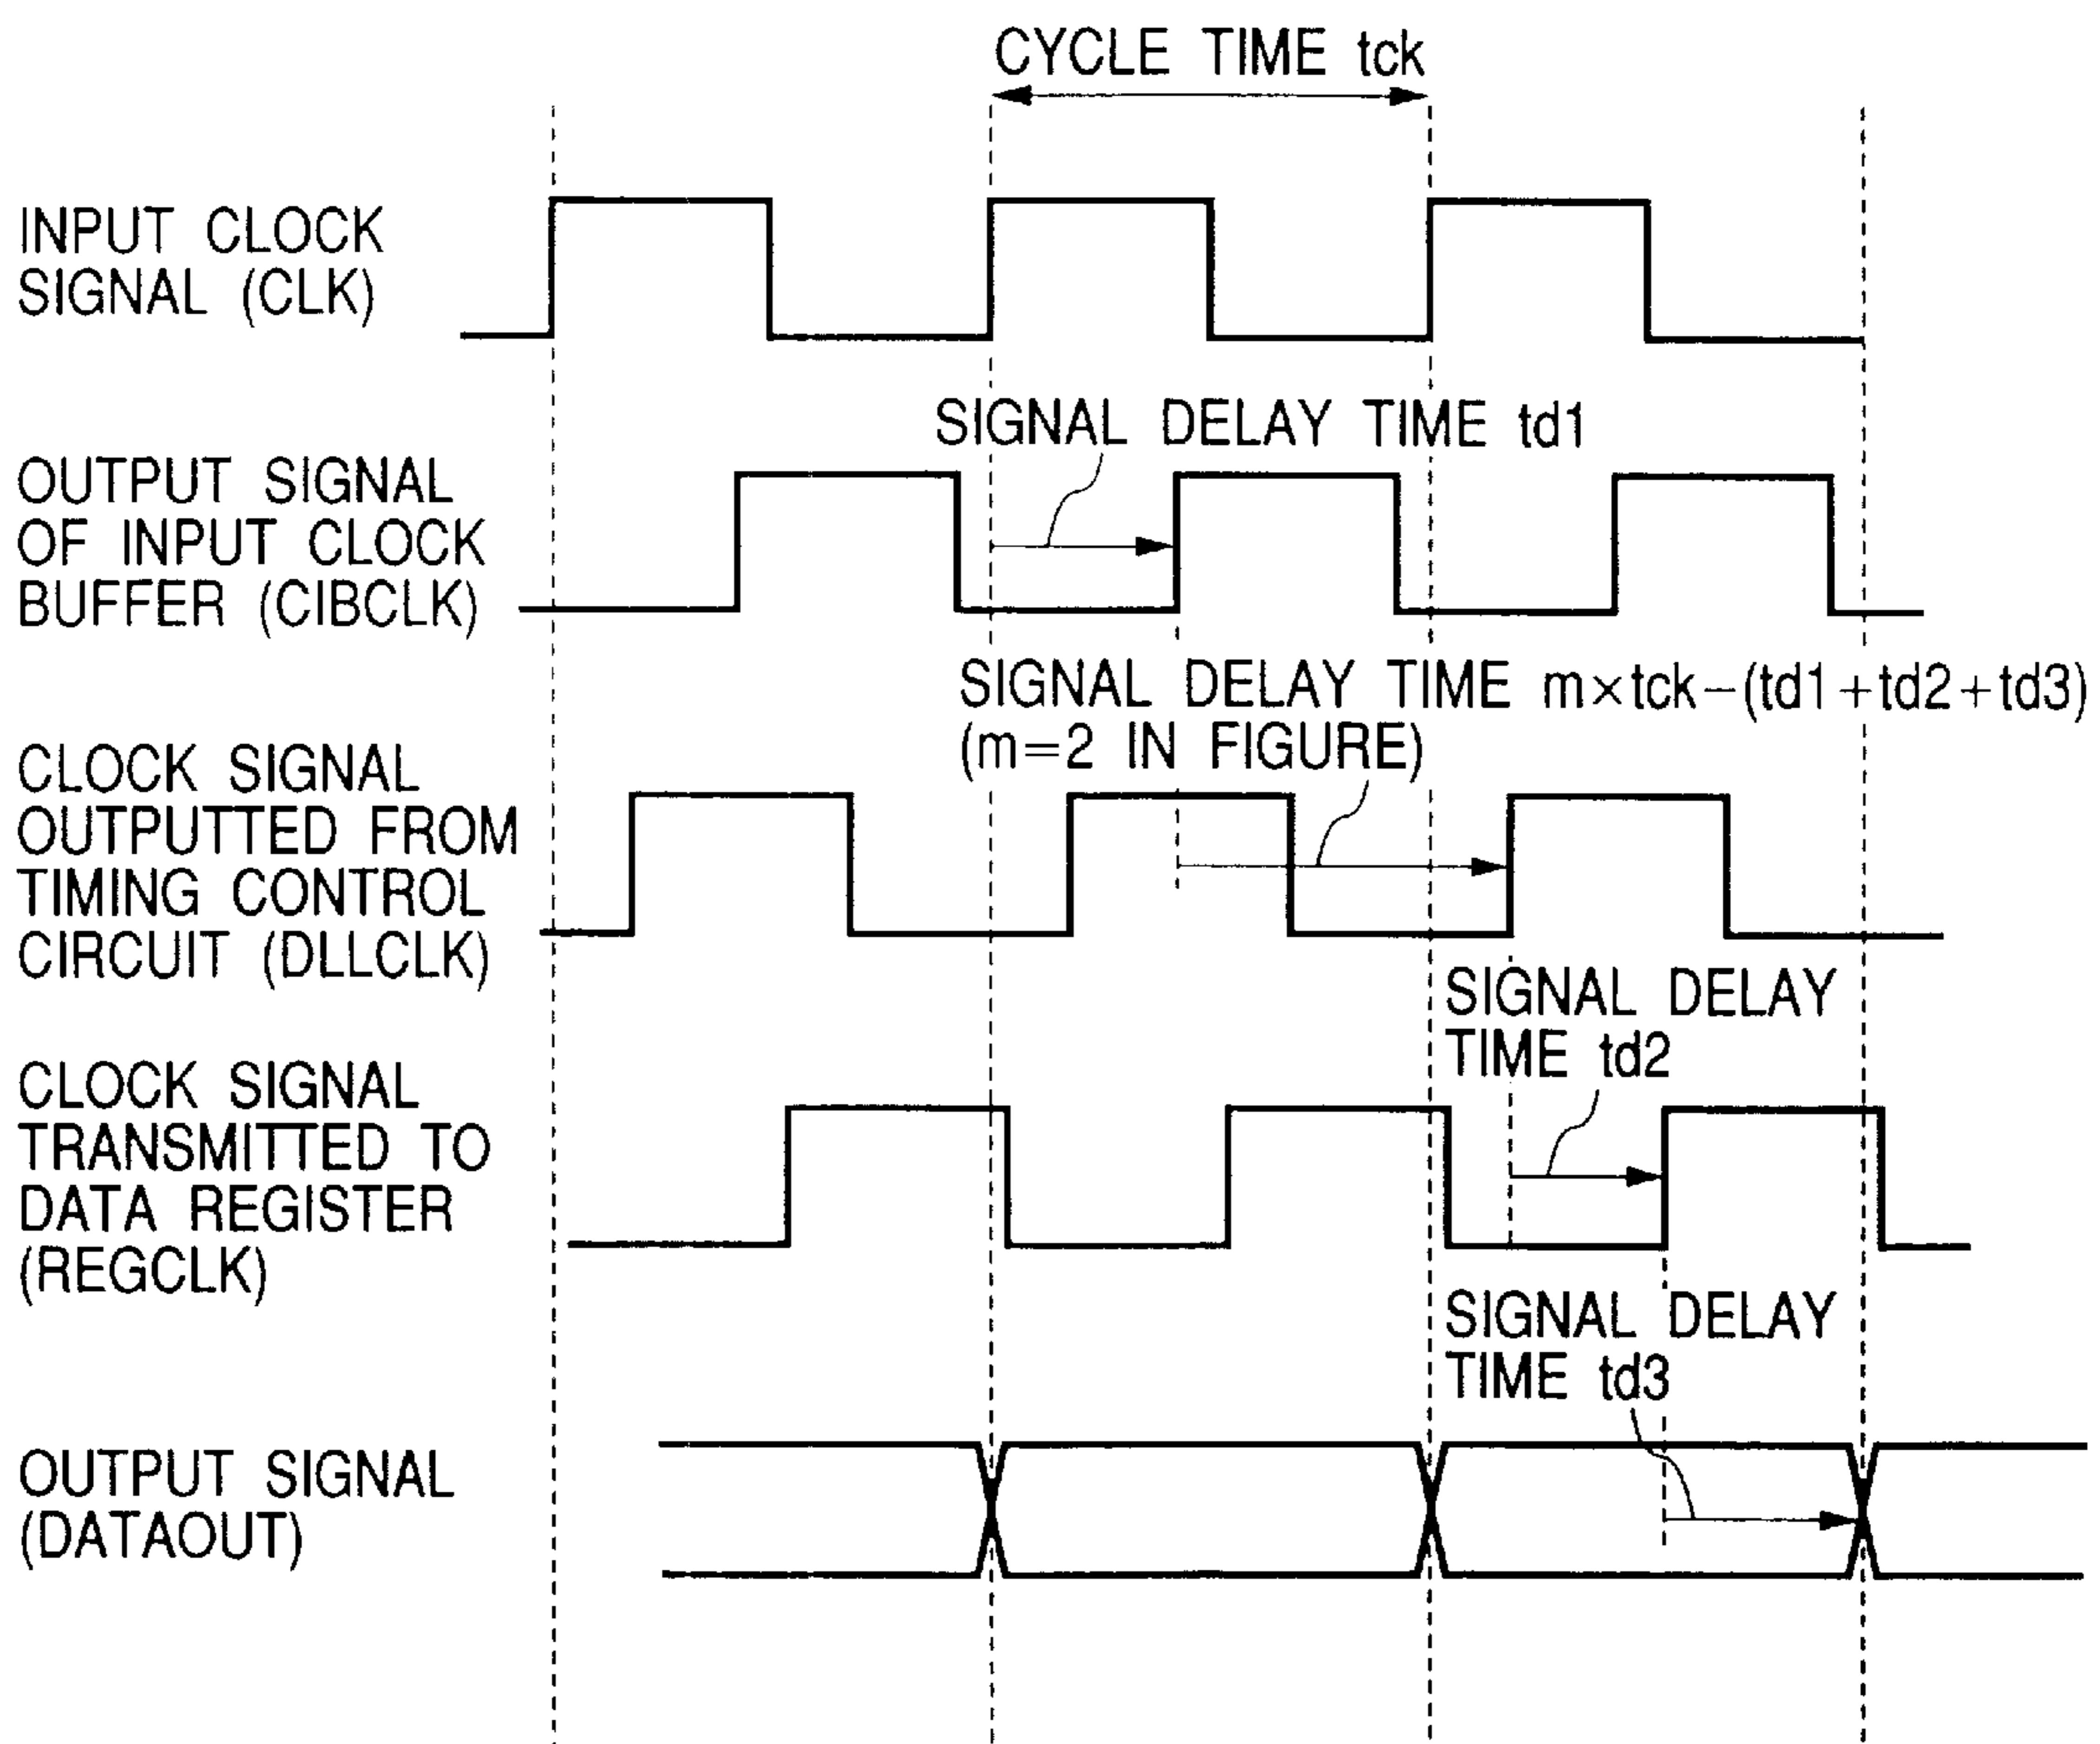 CYCLE TIME tck
INPUT CLOCK
SIGNAL (CLK)
SIGNAL DELAY TIME td1
OUTPUT SIGNAL
OF INPUT CLOCK
BUFFER (CIBCLK)
SIGNAL DELAY TIME m×tck−(td1+td2+td3)
(m=2 IN FIGURE)
CLOCK SIGNAL
OUTPUTTED FROM
TIMING CONTROL
CIRCUIT (DLLCLK)
SIGNAL DELAY
TIME td2
CLOCK SIGNAL
TRANSMITTED TO
DATA REGISTER
(REGCLK)
SIGNAL DELAY
TIME td3
OUTPUT SIGNAL
(DATAOUT)